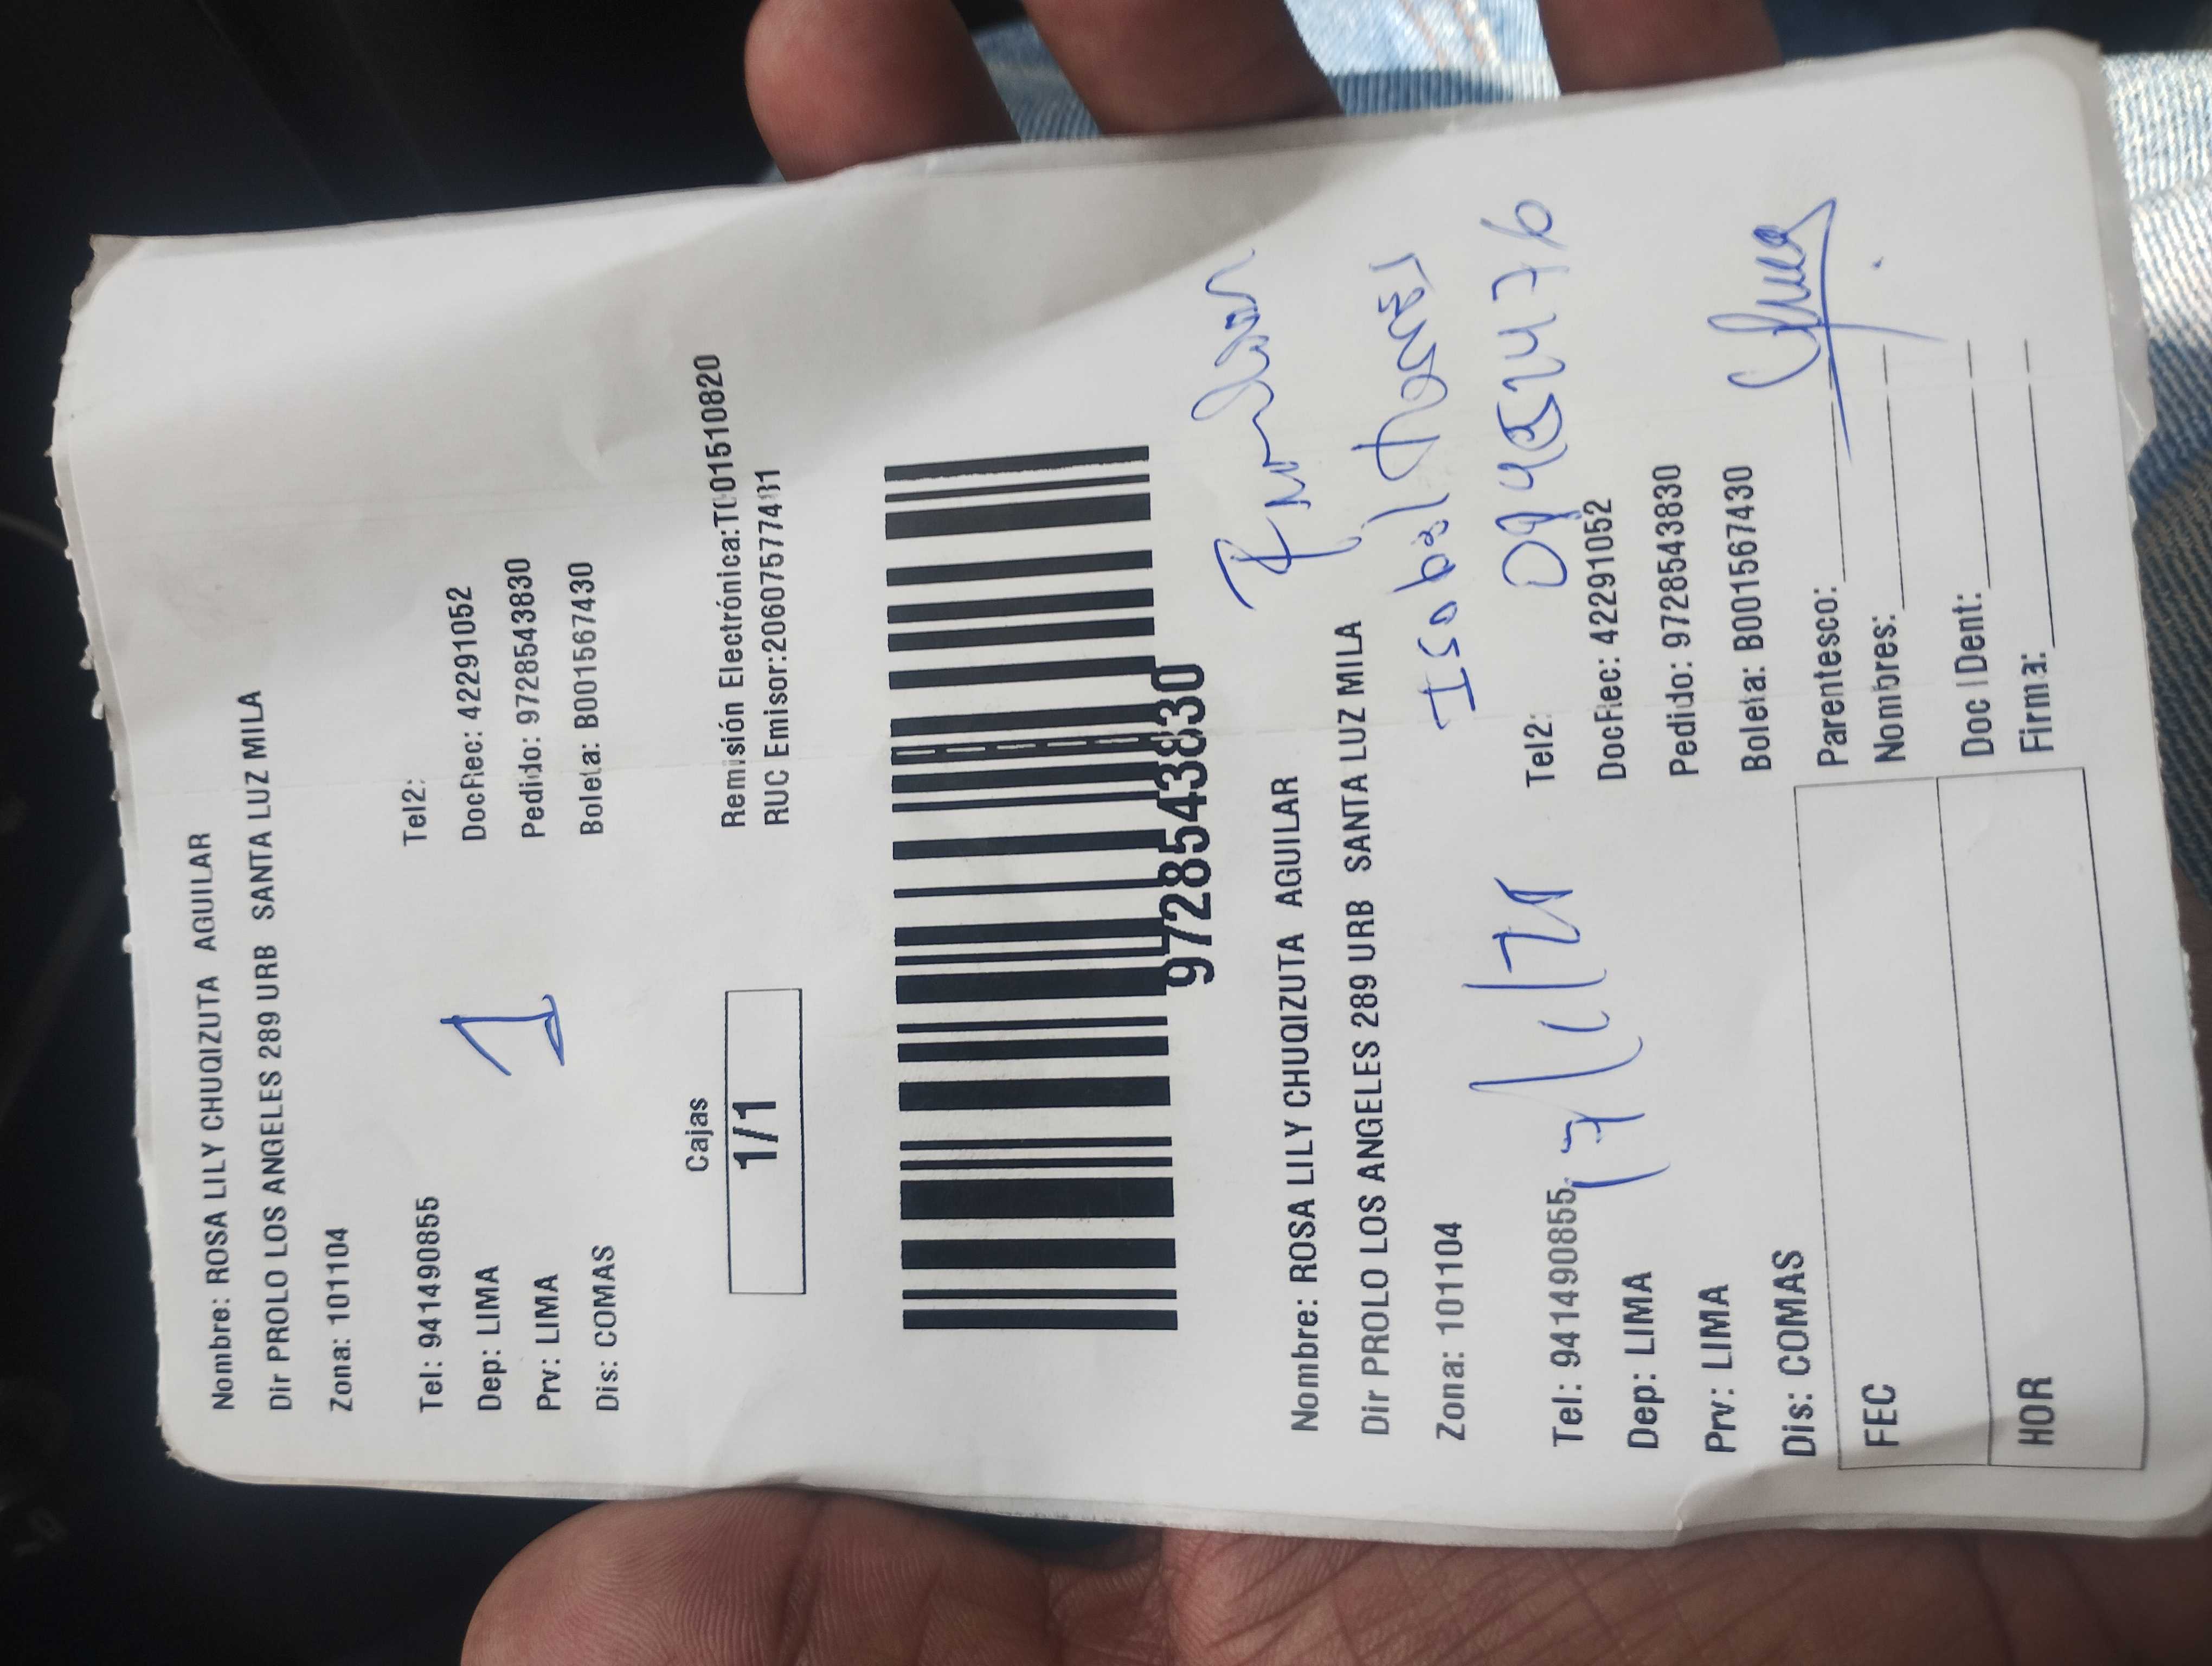 Nombre: ROSA LILY CHUQIZUTA AGUILAR
Dir PROLO LOS ANGELES 289 URB SANTA LUZ MILA
Zona: 101104
Tel: 941490855 Tel2:
Dep: LIMA DocRec: 42291052
Prv: LIMA 1 Pedido: 9728543830
Dis: COMAS Boleta: B001567430
Cajas
1/1
Remisión Electrónica:T001510820
RUC Emisor:20607577431
9728543830
Nombre: ROSA LILY CHUQIZUTA AGUILAR
Dir PROLO LOS ANGELES 289 URB SANTA LUZ MILA
Zona: 101104
Isabel
Tel: 941490855 Tel2:
Dep: LIMA DocRec: 42291052
Prv: LIMA Pedido: 9728543830
Dis: COMAS Boleta: B001567430
FEC
HOR
Parentesco:
Nombres:
Doc IDent:
Firma: